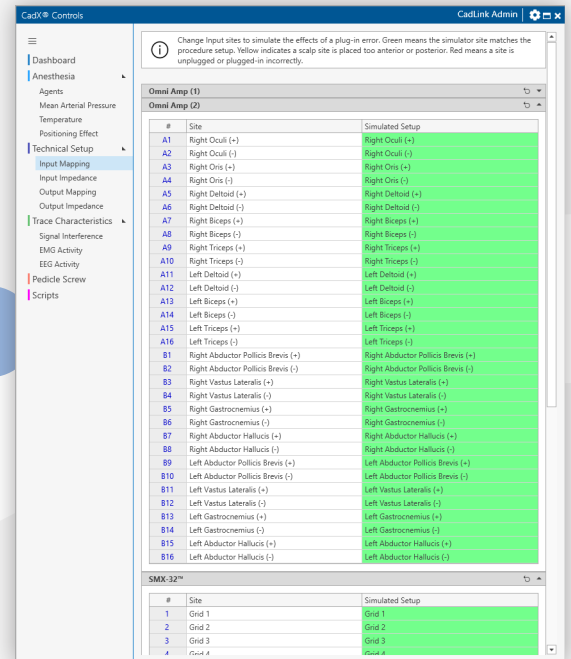 CadX® Controls
CadLink Admin
Change Input sites to simulate the effects of a plug-in error. Green means the simulator site matches the
procedure setup. Yellow indicates a scalp site is placed too anterior or posterior. Red means a site is
unplugged or plugged-in incorrectly.
Dashboard
Anesthesia
Agents
Mean Arterial Pressure
Temperature
Positioning Effect
Technical Setup
Input Mapping
Input Impedance
Output Mapping
Output Impedance
Trace Characteristics
Signal Interference
EMG Activity
EEG Activity
Pedicle Screw
Scripts
Omni Amp (1)
Omni Amp (2)
# Site Simulated Setup
A1 Right Oculi (+) Right Oculi (+)
A2 Right Oculi (-) Right Oculi (-)
A3 Right Oris (+) Right Oris (+)
A4 Right Oris (-) Right Oris (-)
A5 Right Deltoid (+) Right Deltoid (+)
A6 Right Deltoid (-) Right Deltoid (-)
A7 Right Biceps (+) Right Biceps (+)
A8 Right Biceps (-) Right Biceps (-)
A9 Right Triceps (+) Right Triceps (+)
A10 Right Triceps (-) Right Triceps (-)
A11 Left Deltoid (+) Left Deltoid (+)
A12 Left Deltoid (-) Left Deltoid (-)
A13 Left Biceps (+) Left Biceps (+)
A14 Left Biceps (-) Left Biceps (-)
A15 Left Triceps (+) Left Triceps (+)
A16 Left Triceps (-) Left Triceps (-)
B1 Right Abductor Pollicis Brevis (+) Right Abductor Pollicis Brevis (+)
B2 Right Abductor Pollicis Brevis (-) Right Abductor Pollicis Brevis (-)
B3 Right Vastus Lateralis (+) Right Vastus Lateralis (+)
B4 Right Vastus Lateralis (-) Right Vastus Lateralis (-)
B5 Right Gastrocnemius (+) Right Gastrocnemius (+)
B6 Right Gastrocnemius (-) Right Gastrocnemius (-)
B7 Right Abductor Hallucis (+) Right Abductor Hallucis (+)
B8 Right Abductor Hallucis (-) Right Abductor Hallucis (-)
B9 Left Abductor Pollicis Brevis (+) Left Abductor Pollicis Brevis (+)
B10 Left Abductor Pollicis Brevis (-) Left Abductor Pollicis Brevis (-)
B11 Left Vastus Lateralis (+) Left Vastus Lateralis (+)
B12 Left Vastus Lateralis (-) Left Vastus Lateralis (-)
B13 Left Gastrocnemius (+) Left Gastrocnemius (+)
B14 Left Gastrocnemius (-) Left Gastrocnemius (-)
B15 Left Abductor Hallucis (+) Left Abductor Hallucis (+)
B16 Left Abductor Hallucis (-) Left Abductor Hallucis (-)
SMX-32™
# Site Simulated Setup
1 Grid 1 Grid 1
2 Grid 2 Grid 2
3 Grid 3 Grid 3
4 Grid 4 Grid 4